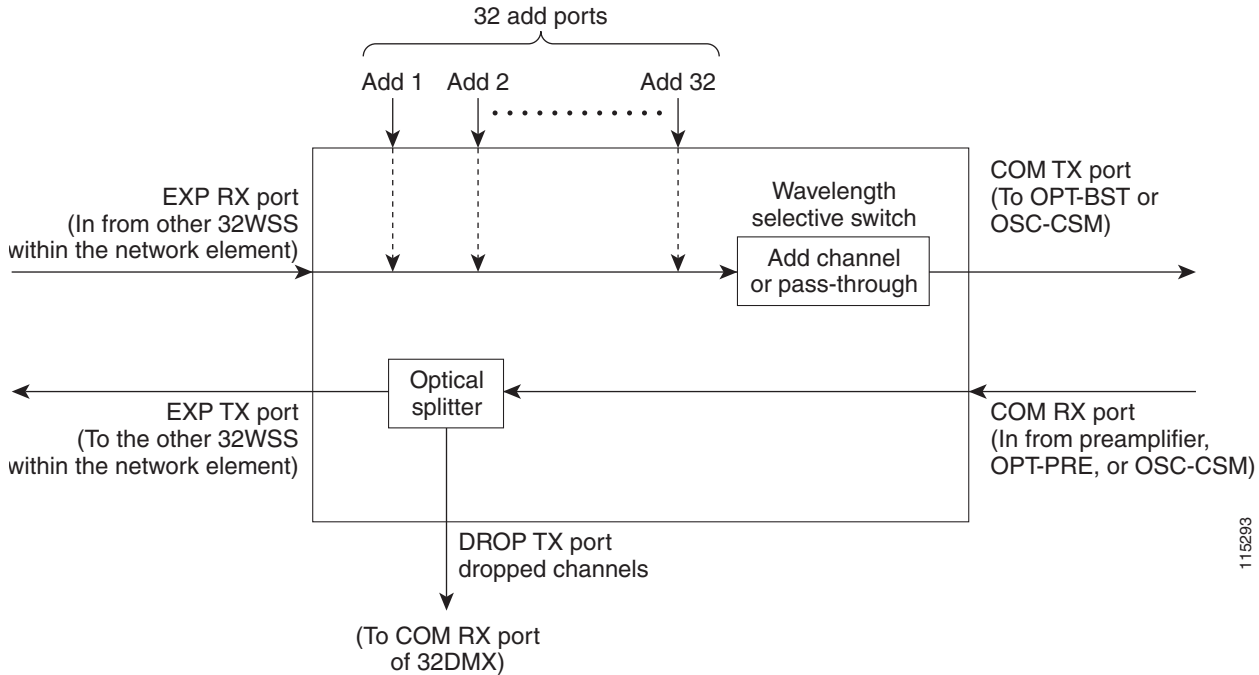 32 add ports
Add 1
Add 2
Add 32
EXP RX port
(In from other 32WSS
within the network element)
Wavelength
selective switch
Add channel
or pass-through
COM TX port
(To OPT-BST or
OSC-CSM)
Optical
splitter
EXP TX port
(To the other 32WSS
within the network element)
COM RX port
(In from preamplifier,
OPT-PRE, or OSC-CSM)
DROP TX port
dropped channels
(To COM RX port
of 32DMX)
115293